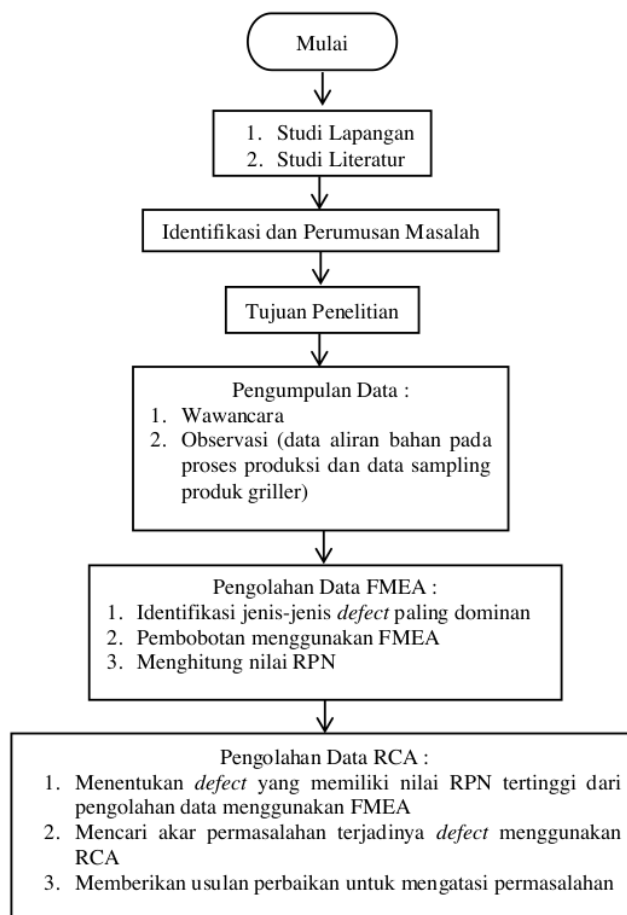 Mulai
1. Studi Lapangan
2. Studi Literatur
Identifikasi dan Perumusan Masalah
Tujuan Penelitian
Pengumpulan Data :
1. Wawancara
2. Observasi (data aliran bahan pada
proses produksi dan data sampling
produk griller)
Pengolahan Data FMEA :
1. Identifikasi jenis-jenis defect paling dominan
2. Pembobotan menggunakan FMEA
3. Menghitung nilai RPN
Pengolahan Data RCA :
1. Menentukan defect yang memiliki nilai RPN tertinggi dari
pengolahan data menggunakan FMEA
2. Mencari akar permasalahan terjadinya defect menggunakan
RCA
3. Memberikan usulan perbaikan untuk mengatasi permasalahan